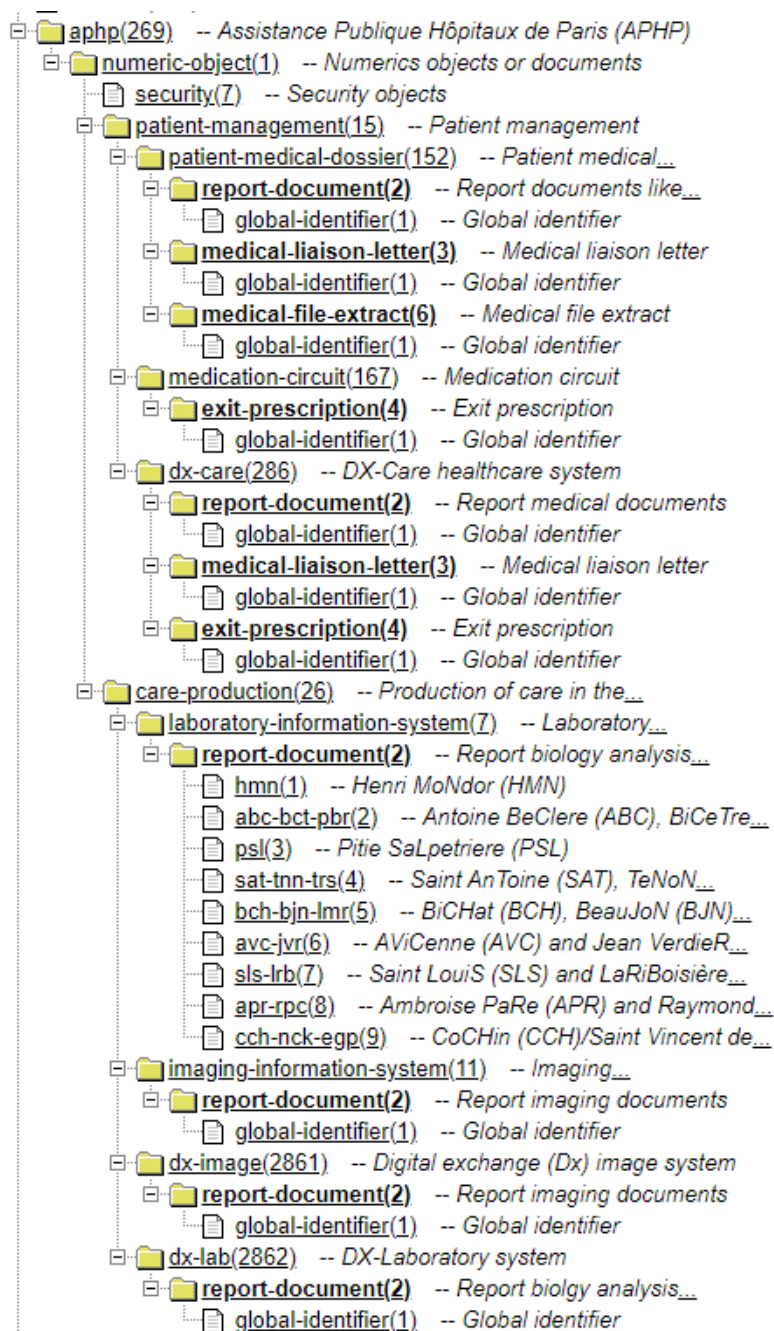 aphp(269) -- Assistance Publique Hôpitaux de Paris (APHP)
numeric-object(1) -- Numerics objects or documents
security(7) -- Security objects
patient-management(15) -- Patient management
patient-medical-dossier(152) -- Patient medical...
report-document(2) -- Report documents like...
global-identifier(1) -- Global identifier
medical-liaison-letter(3) -- Medical liaison letter
global-identifier(1) -- Global identifier
medical-file-extract(6) -- Medical file extract
global-identifier(1) -- Global identifier
medication-circuit(167) -- Medication circuit
exit-prescription(4) -- Exit prescription
global-identifier(1) -- Global identifier
dx-care(286) -- DX-Care healthcare system
report-document(2) -- Report medical documents
global-identifier(1) -- Global identifier
medical-liaison-letter(3) -- Medical liaison letter
global-identifier(1) -- Global identifier
exit-prescription(4) -- Exit prescription
global-identifier(1) -- Global identifier
care-production(26) -- Production of care in the...
laboratory-information-system(7) -- Laboratory...
report-document(2) -- Report biology analysis...
hmn(1) -- Henri MoNdor (HMN)
abc-bct-pbr(2) -- Antoine BeClere (ABC), BiCeTre...
psl(3) -- Pitie SaLpetriere (PSL)
sat-tnn-trs(4) -- Saint AnToine (SAT), TeNoN...
bch-bjn-lmr(5) -- BiCHat (BCH), BeauJoN (BJN)...
avc-jvr(6) -- AViCenne (AVC) and Jean VerdieR...
sls-lrb(7) -- Saint LouiS (SLS) and LaRiBoisière...
apr-rpc(8) -- Ambroise PaRe (APR) and Raymond...
cch-nck-egp(9) -- CoCHin (CCH)/Saint Vincent de...
imaging-information-system(11) -- Imaging...
report-document(2) -- Report imaging documents
global-identifier(1) -- Global identifier
dx-image(2861) -- Digital exchange (Dx) image system
report-document(2) -- Report imaging documents
global-identifier(1) -- Global identifier
dx-lab(2862) -- DX-Laboratory system
report-document(2) -- Report biolgy analysis...
global-identifier(1) -- Global identifier